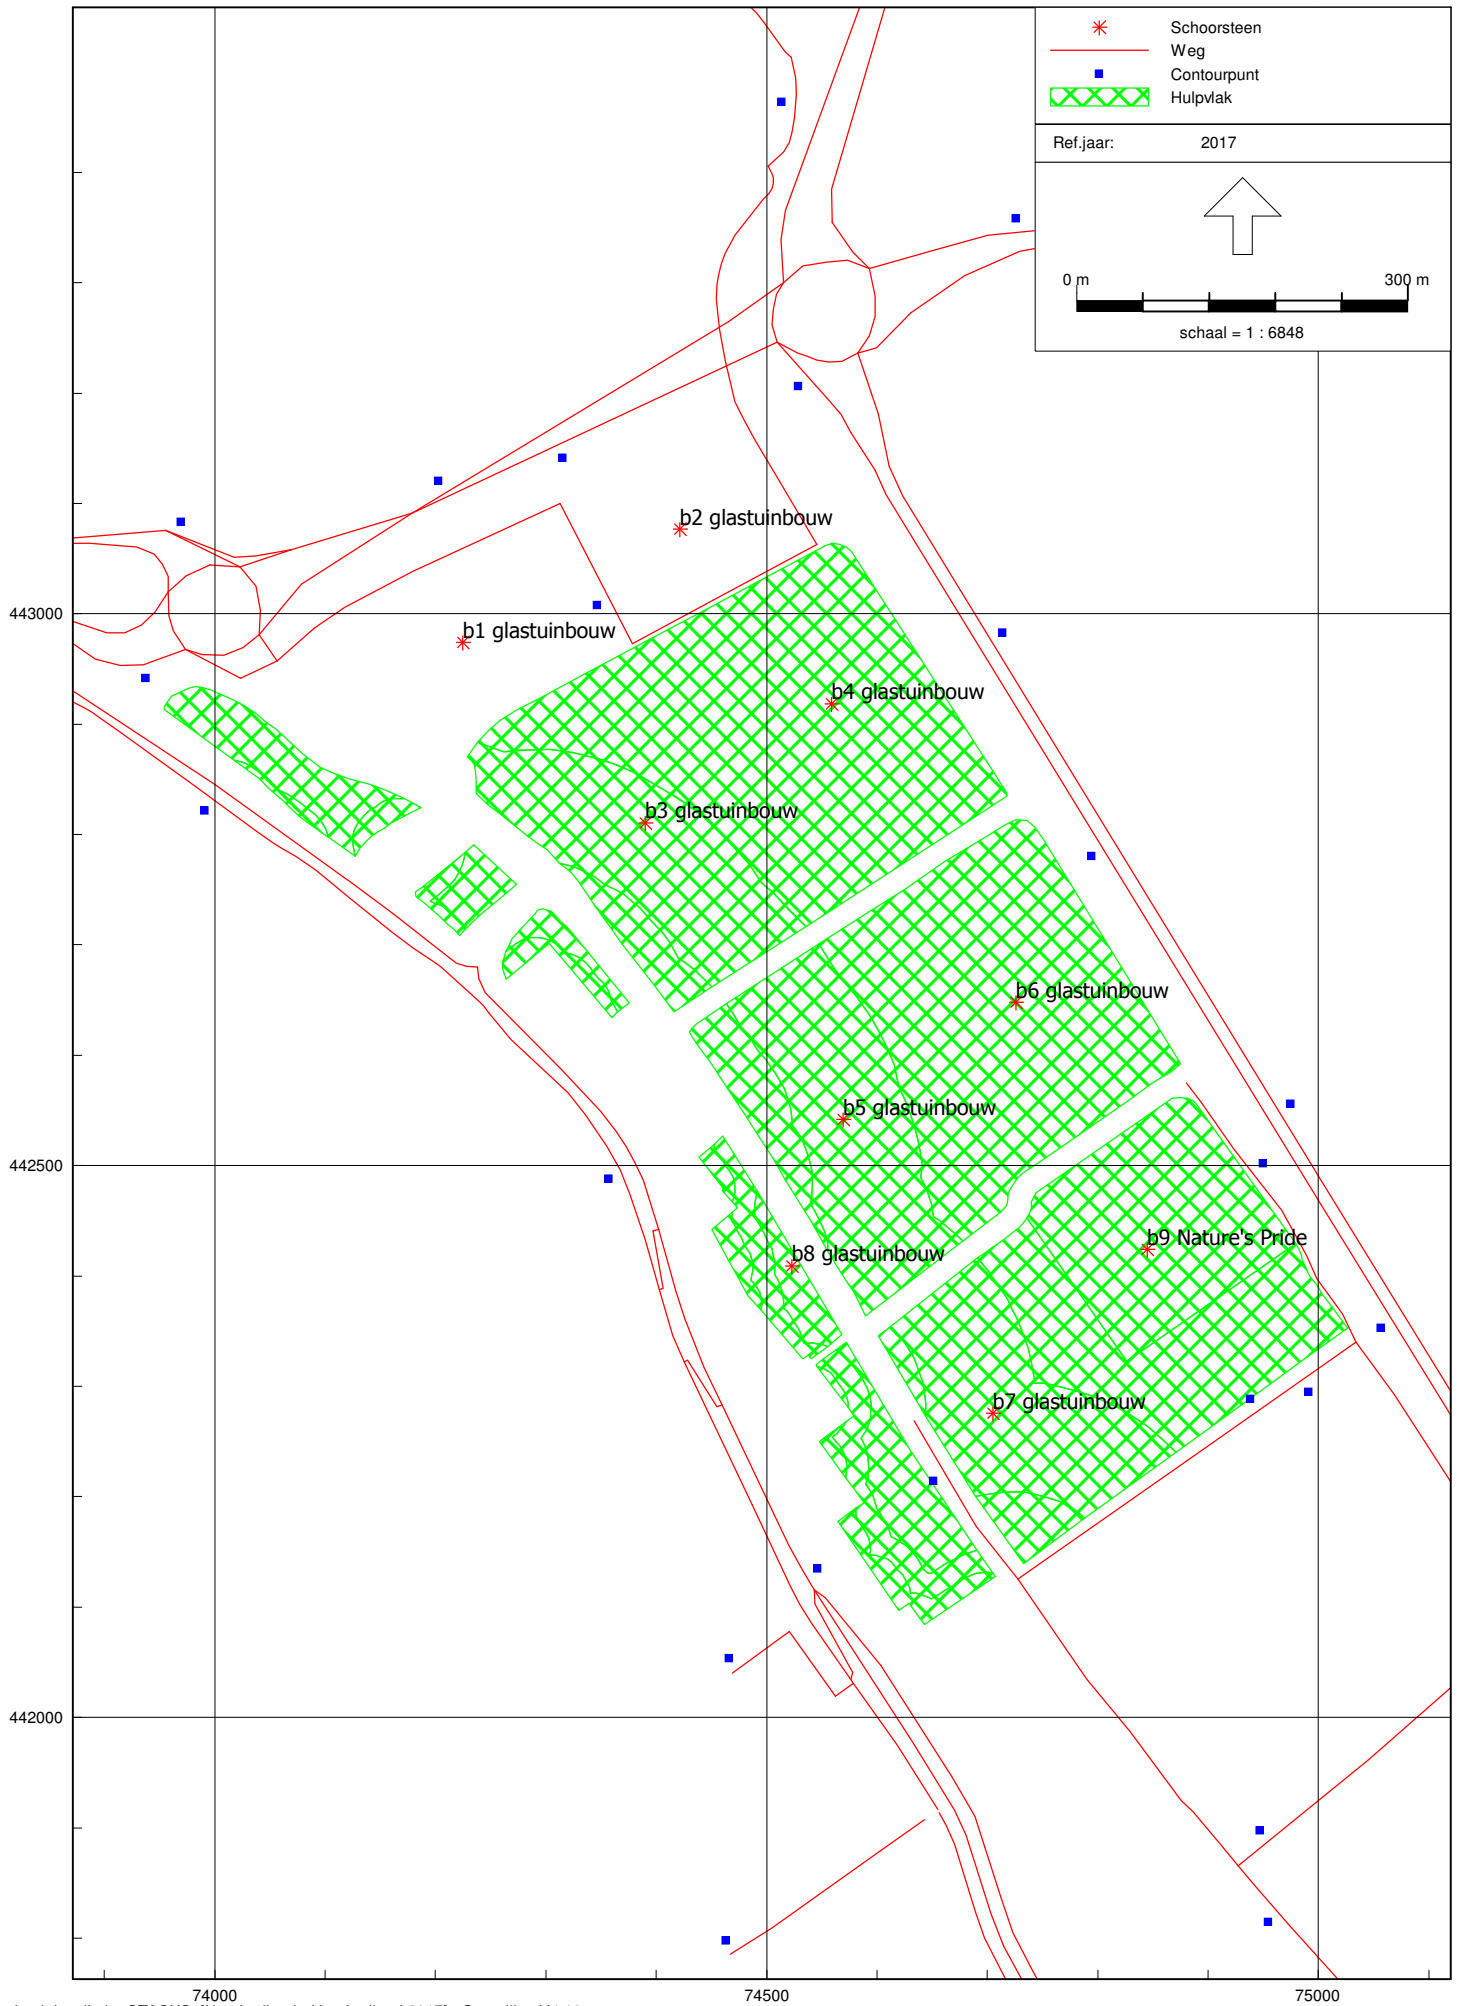 Schoorsteen
Weg
Contourpunt
Hulpvlak
Ref.jaar: 2017
0 m 300 m
schaal = 1 : 6848
b2 glastuinbouw
443000
b1 glastuinbouw
b4 glastuinbouw
b3 glastuinbouw
b6 glastuinbouw
b5 glastuinbouw
442500
b9 Nature's Pride
b8 glastuinbouw
b7 glastuinbouw
442000
74000 74500 75000